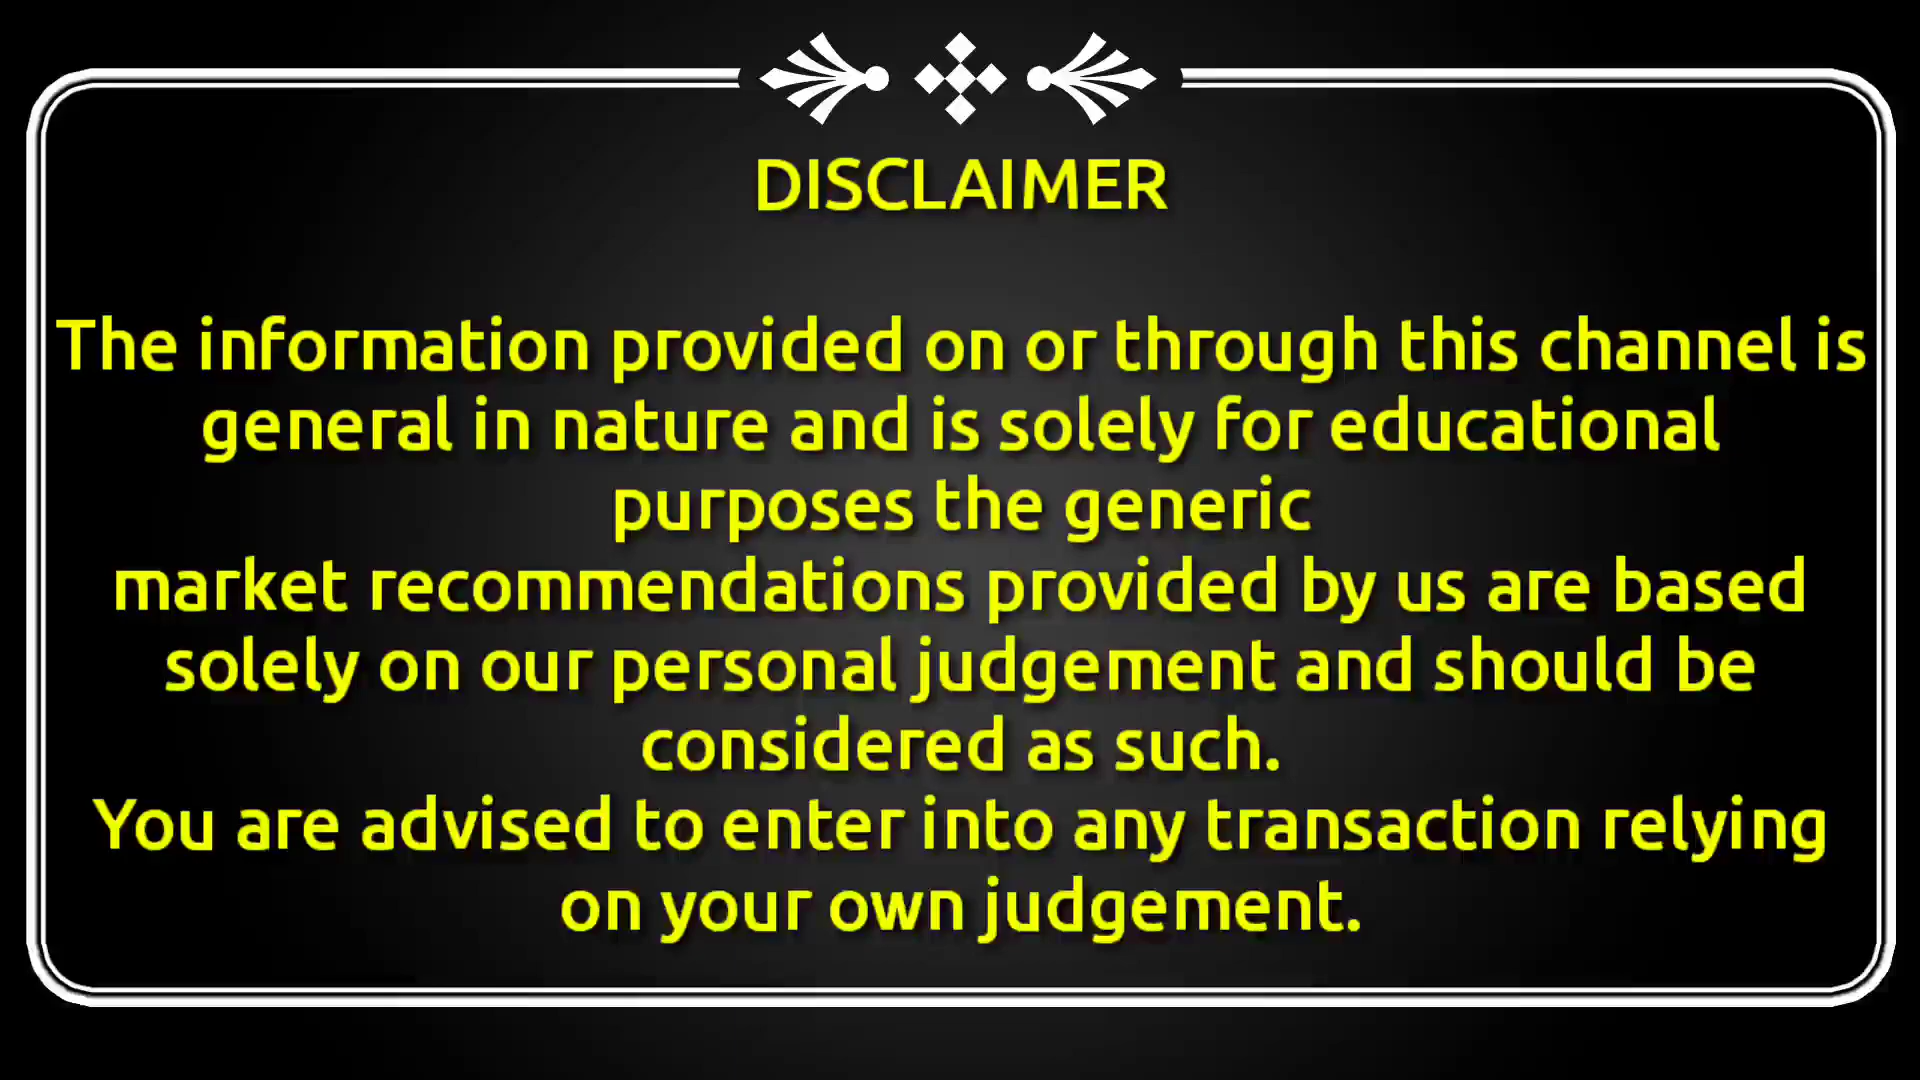 DISCLAIMER
The information provided on or through this channel is
general in nature and is solely for educational
purposes the generic
market recommendations provided by us are based
solely on our personal judgement and should be
considered as such.
You are advised to enter into any transaction relying
on your own judgement.